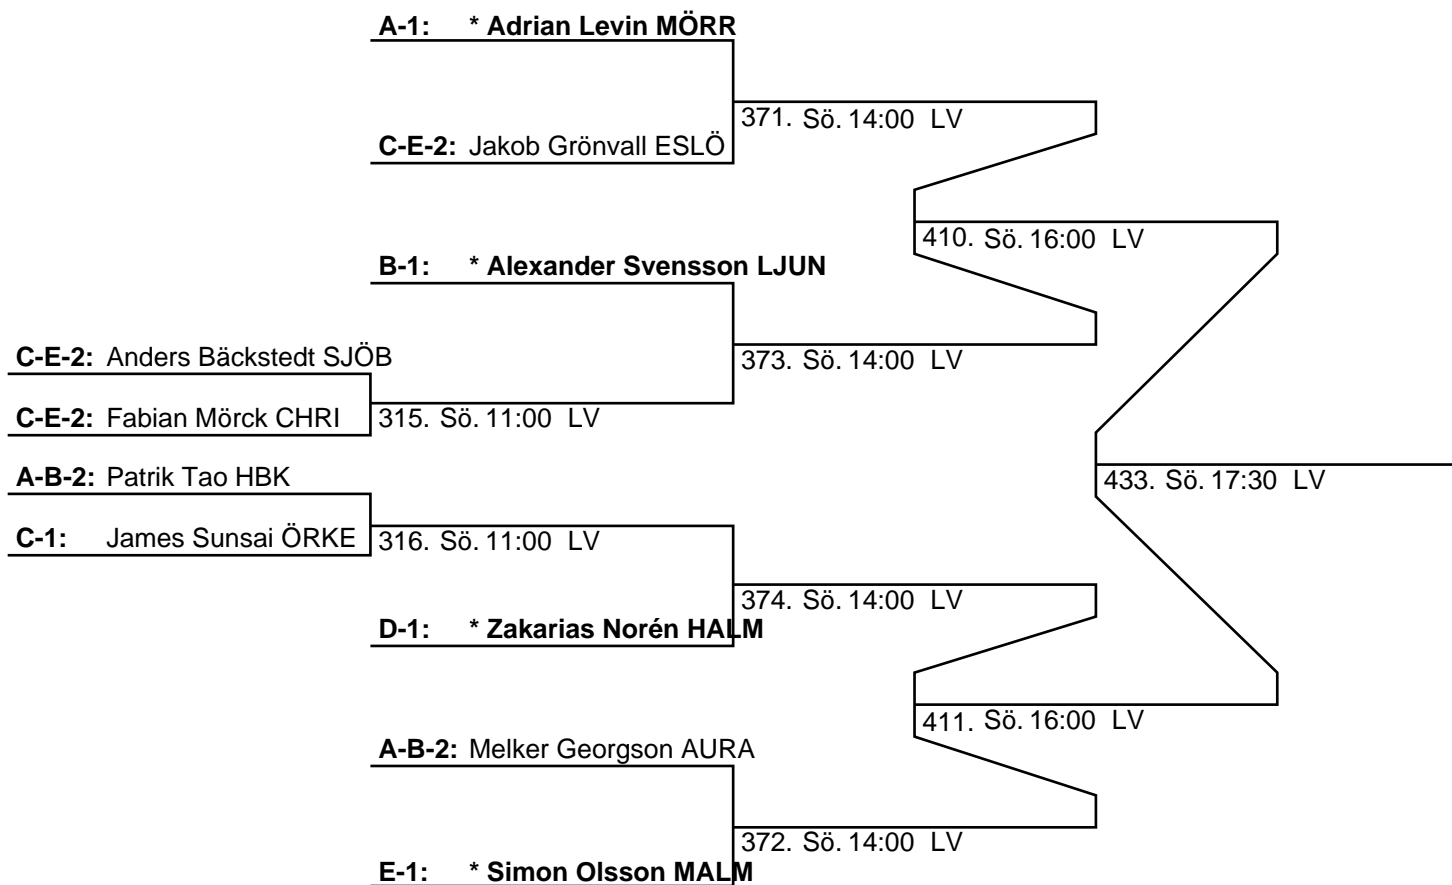 A-1: * Adrian Levin MÖRR
371. Sö. 14:00 LV
C-E-2: Jakob Grönvall ESLÖ
410. Sö. 16:00 LV
B-1: * Alexander Svensson LJUN
C-E-2: Anders Bäckstedt SJÖB
373. Sö. 14:00 LV
C-E-2: Fabian Mörck CHRI
315. Sö. 11:00 LV
A-B-2: Patrik Tao HBK
433. Sö. 17:30 LV
C-1: James Sunsai ÖRKE
316. Sö. 11:00 LV
374. Sö. 14:00 LV
D-1: * Zakarias Norén HALM
411. Sö. 16:00 LV
A-B-2: Melker Georgson AURA
372. Sö. 14:00 LV
E-1: * Simon Olsson MALM